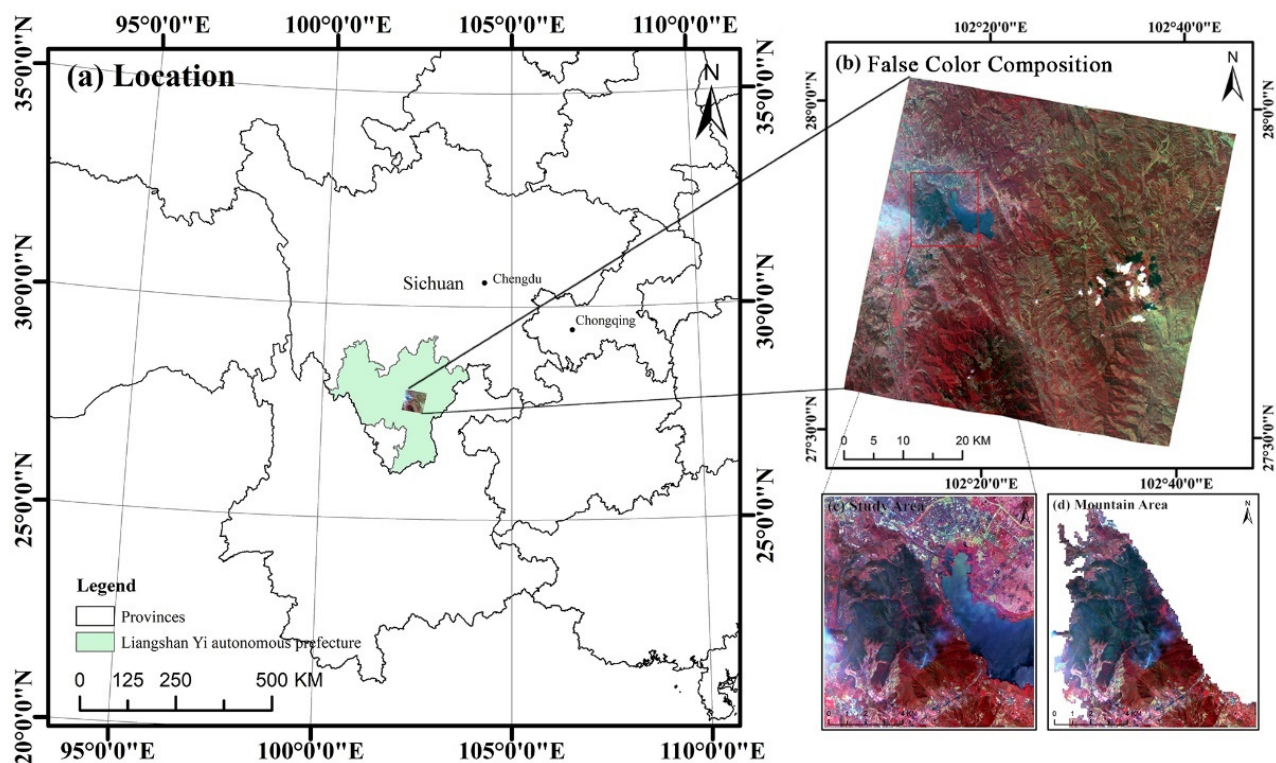 95°0'0"E 100°0'0"E 105°0'0"E 110°0'0"E
(a) Location
N
35°0'0"N
30°0'0"N
25°0'0"N
20°0'0"N
35°0'0"N
30°0'0"N
25°0'0"N
Sichuan
Chengdu
Chongqing
Legend
Provinces
Liangshan Yi autonomous prefecture
0 125 250 500 KM
95°0'0"E 100°0'0"E 105°0'0"E 110°0'0"E
102°20'0"E 102°40'0"E
(b) False Color Composition
N
28°0'0"N
27°30'0"N
28°0'0"N
27°30'0"N
0 5 10 20 KM
102°20'0"E 102°40'0"E
(c) Study Area
N
(d) Mountain Area
N
0 1 2 4 KM